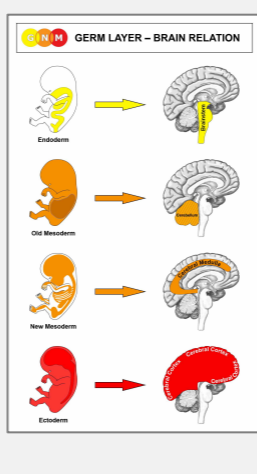 GNM GERM LAYER – BRAIN RELATION
Endoderm
Brainstem
Old Mesoderm
Cerebellum
New Mesoderm
Cerebral Medulla
Ectoderm
Cerebral Cortex
Cerebral Cortex
Cerebral Cortex